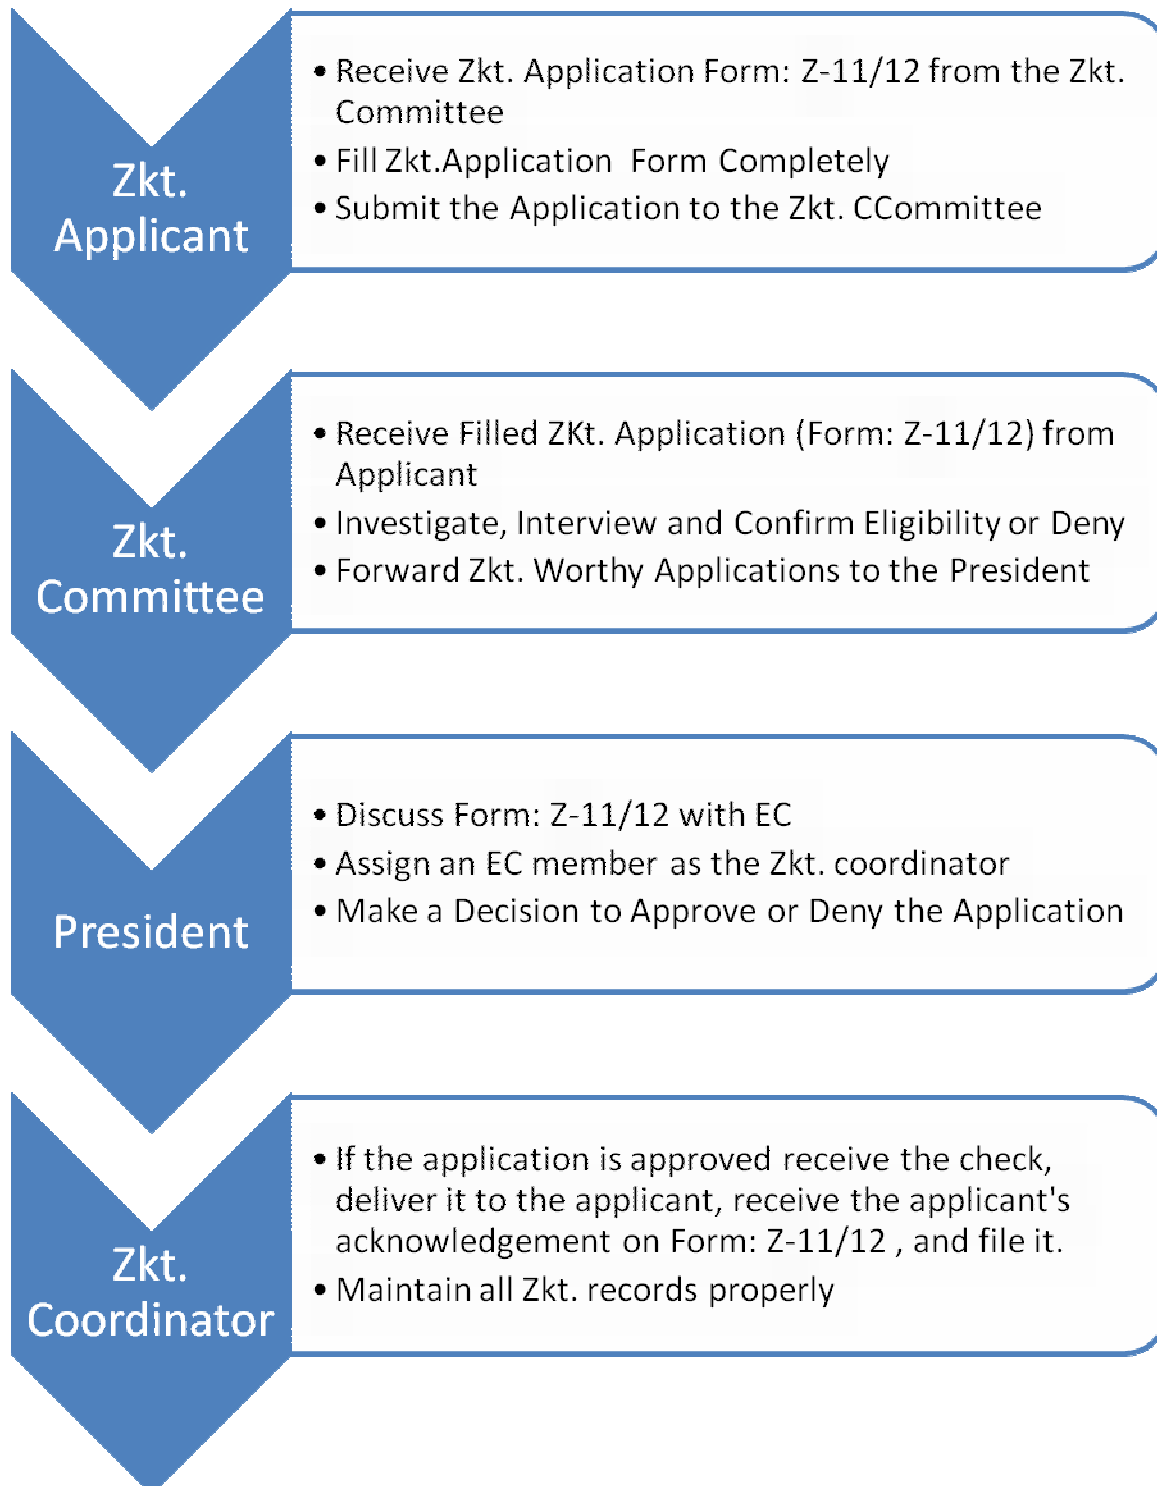 Zkt.
Applicant
• Receive Zkt. Application Form: Z-11/12 from the Zkt.
Committee
• Fill Zkt.Application  Form Completely
• Submit the Application to the Zkt. CCommittee
Zkt.
Committee
• Receive Filled ZKt. Application (Form: Z-11/12) from
Applicant
• Investigate, Interview and Confirm Eligibility or Deny
• Forward Zkt. Worthy Applications to the President
President
• Discuss Form: Z-11/12 with EC
• Assign an EC member as the Zkt. coordinator
• Make a Decision to Approve or Deny the Application
Zkt.
Coordinator
• If the application is approved receive the check,
deliver it to the applicant, receive the applicant's
acknowledgement on Form: Z-11/12 , and file it.
• Maintain all Zkt. records properly